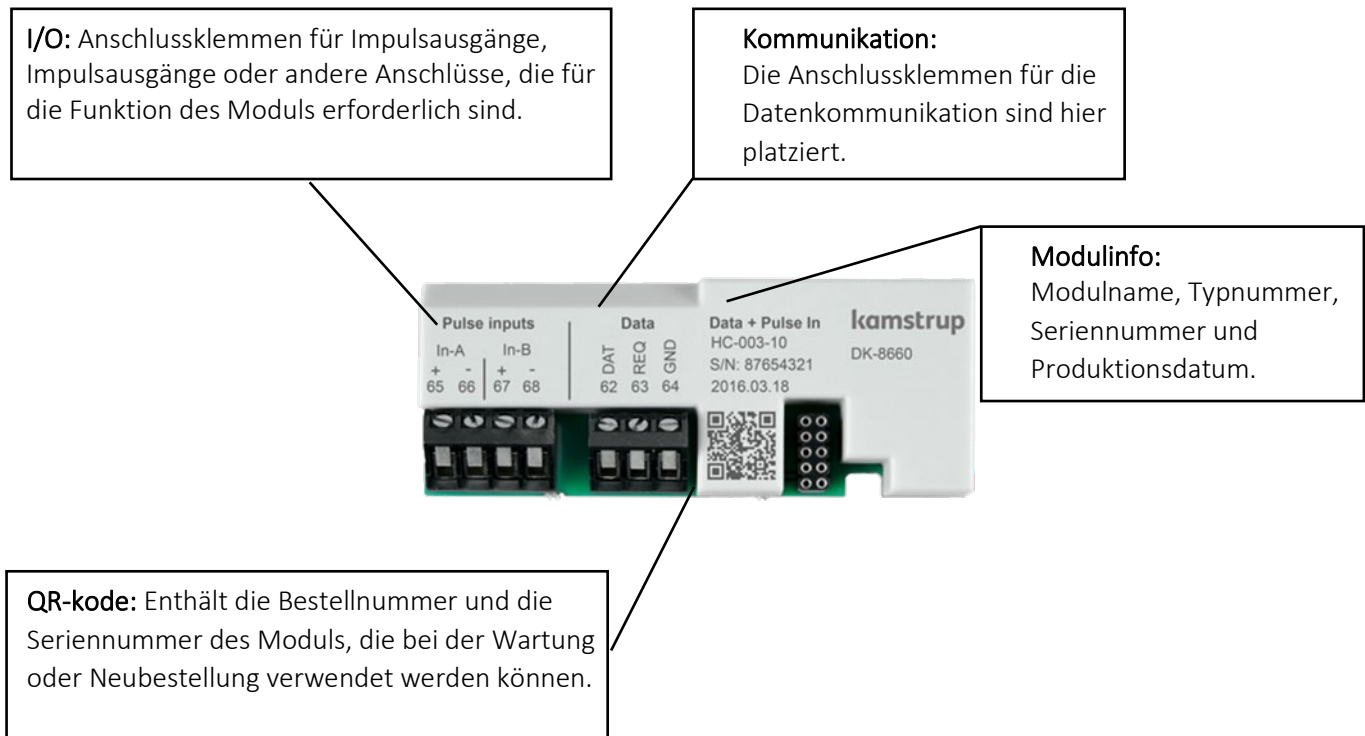 I/O: Anschlussklemmen für Impulsausgänge,
Impulsausgänge oder andere Anschlüsse, die für
die Funktion des Moduls erforderlich sind.
Kommunikation:
Die Anschlussklemmen für die
Datenkommunikation sind hier
platziert.
Modulinfo:
Modulname, Typnummer,
Seriennummer und
Produktionsdatum.
Pulse inputs
In-A In-B
+ - + -
65 66 67 68
Data
DAT REQ GND
62 63 64
Data + Pulse In
HC-003-10
S/N: 87654321
2016.03.18
kamstrup
DK-8660
QR-kode: Enthält die Bestellnummer und die
Seriennummer des Moduls, die bei der Wartung
oder Neubestellung verwendet werden können.